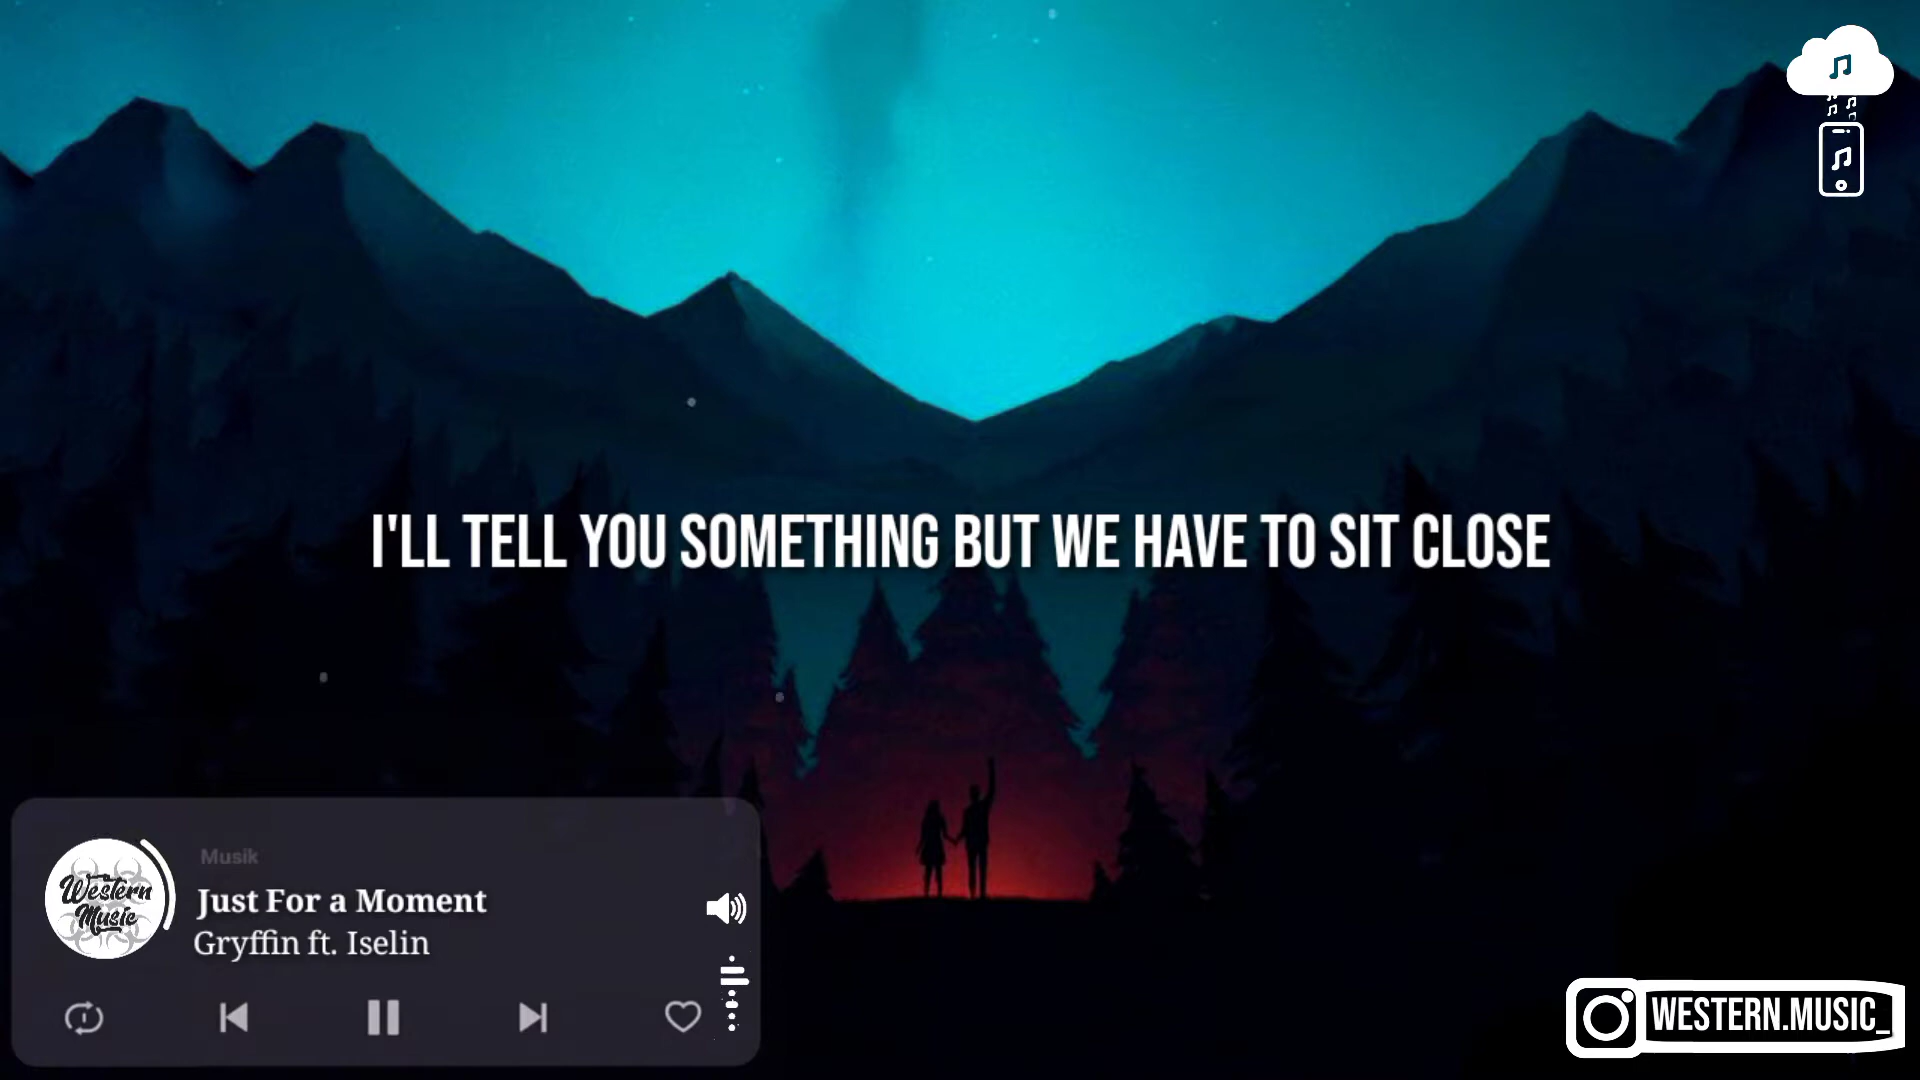 I'LL TELL YOU SOMETHING BUT WE HAVE TO SIT CLOSE
Musik
Western
Music
Just For a Moment
Gryffin ft. Iselin
WESTERN.MUSIC_